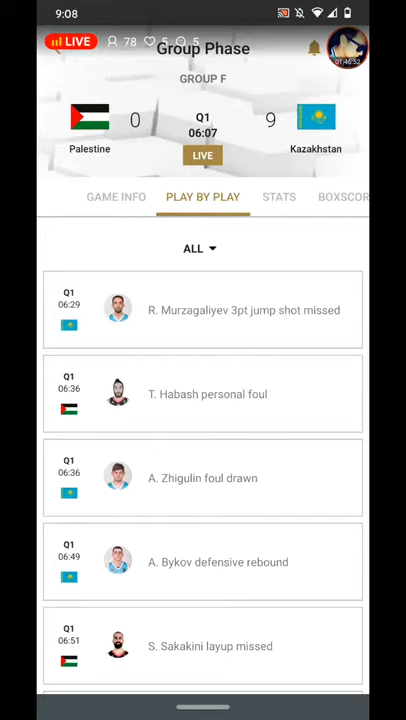 9:08
LIVE 78 5 5
Group Phase
01:46:52
GROUP F
0 Q1 9
06:07
Palestine LIVE Kazakhstan
GAME INFO PLAY BY PLAY STATS BOXSCOR
ALL
Q1
06:29
R. Murzagaliyev 3pt jump shot missed
Q1
06:36
T. Habash personal foul
Q1
06:36
A. Zhigulin foul drawn
Q1
06:49
A. Bykov defensive rebound
Q1
06:51
S. Sakakini layup missed